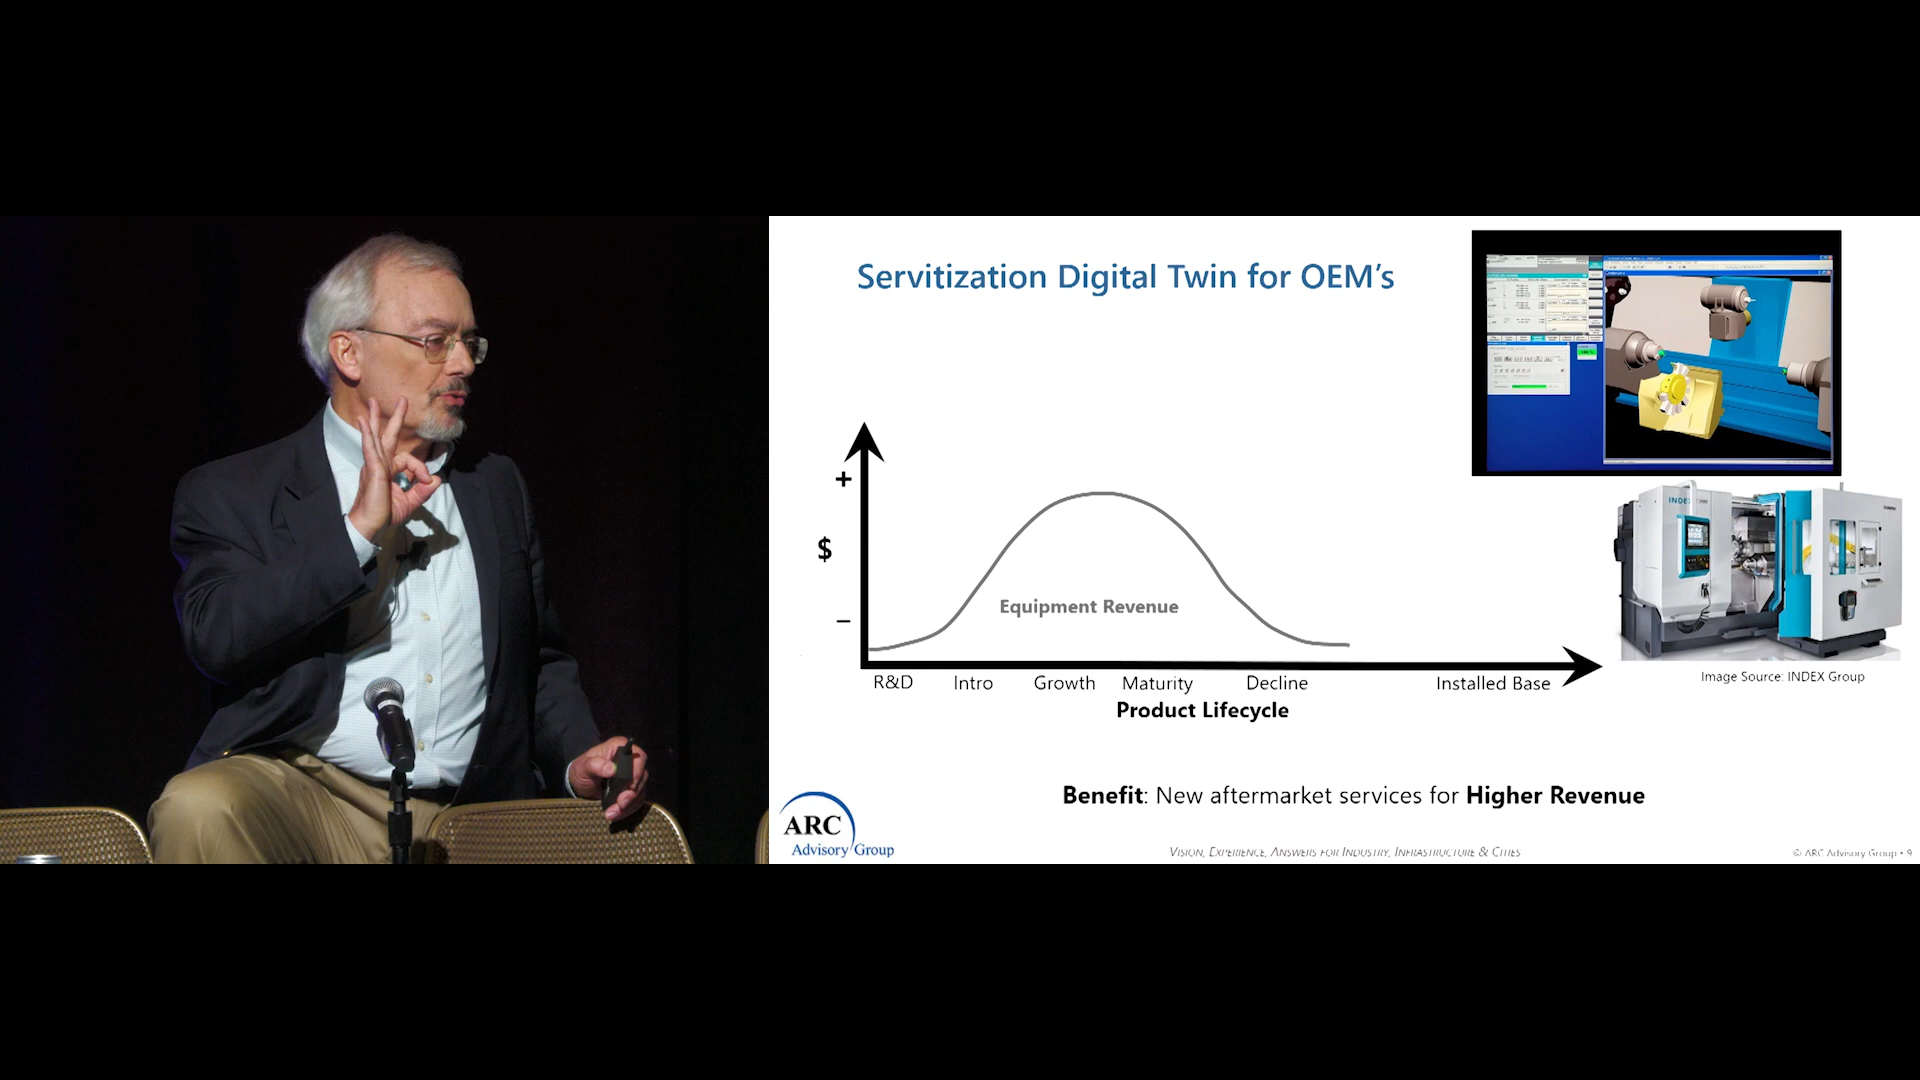 Servitization Digital Twin for OEM's
+
$
–
Equipment Revenue
R&D Intro Growth Maturity Decline Installed Base
Product Lifecycle
INDEX
Image Source: INDEX Group
Benefit: New aftermarket services for Higher Revenue
ARC
Advisory Group
Vision, Experience, Answers for Industry, Infrastructure & Cities
© ARC Advisory Group • 9